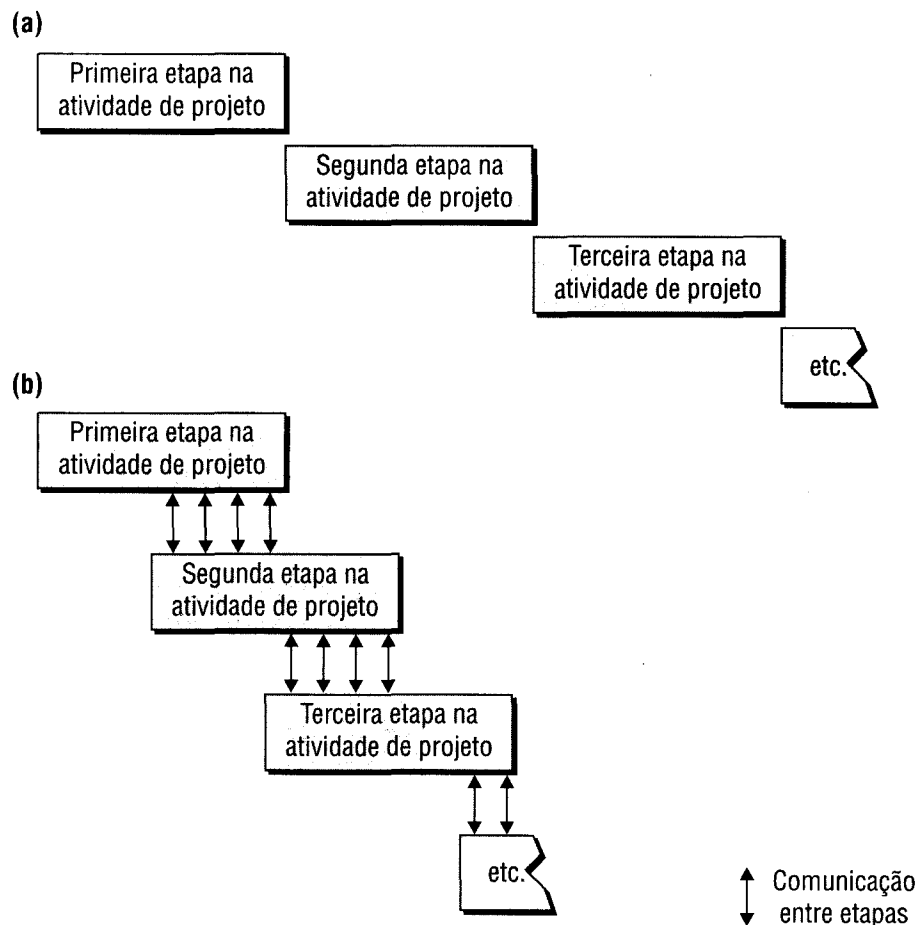 (a)
Primeira etapa na
atividade de projeto
Segunda etapa na
atividade de projeto
Terceira etapa na
atividade de projeto
etc.
(b)
Primeira etapa na
atividade de projeto
Segunda etapa na
atividade de projeto
Terceira etapa na
atividade de projeto
etc.
Comunicação
entre etapas